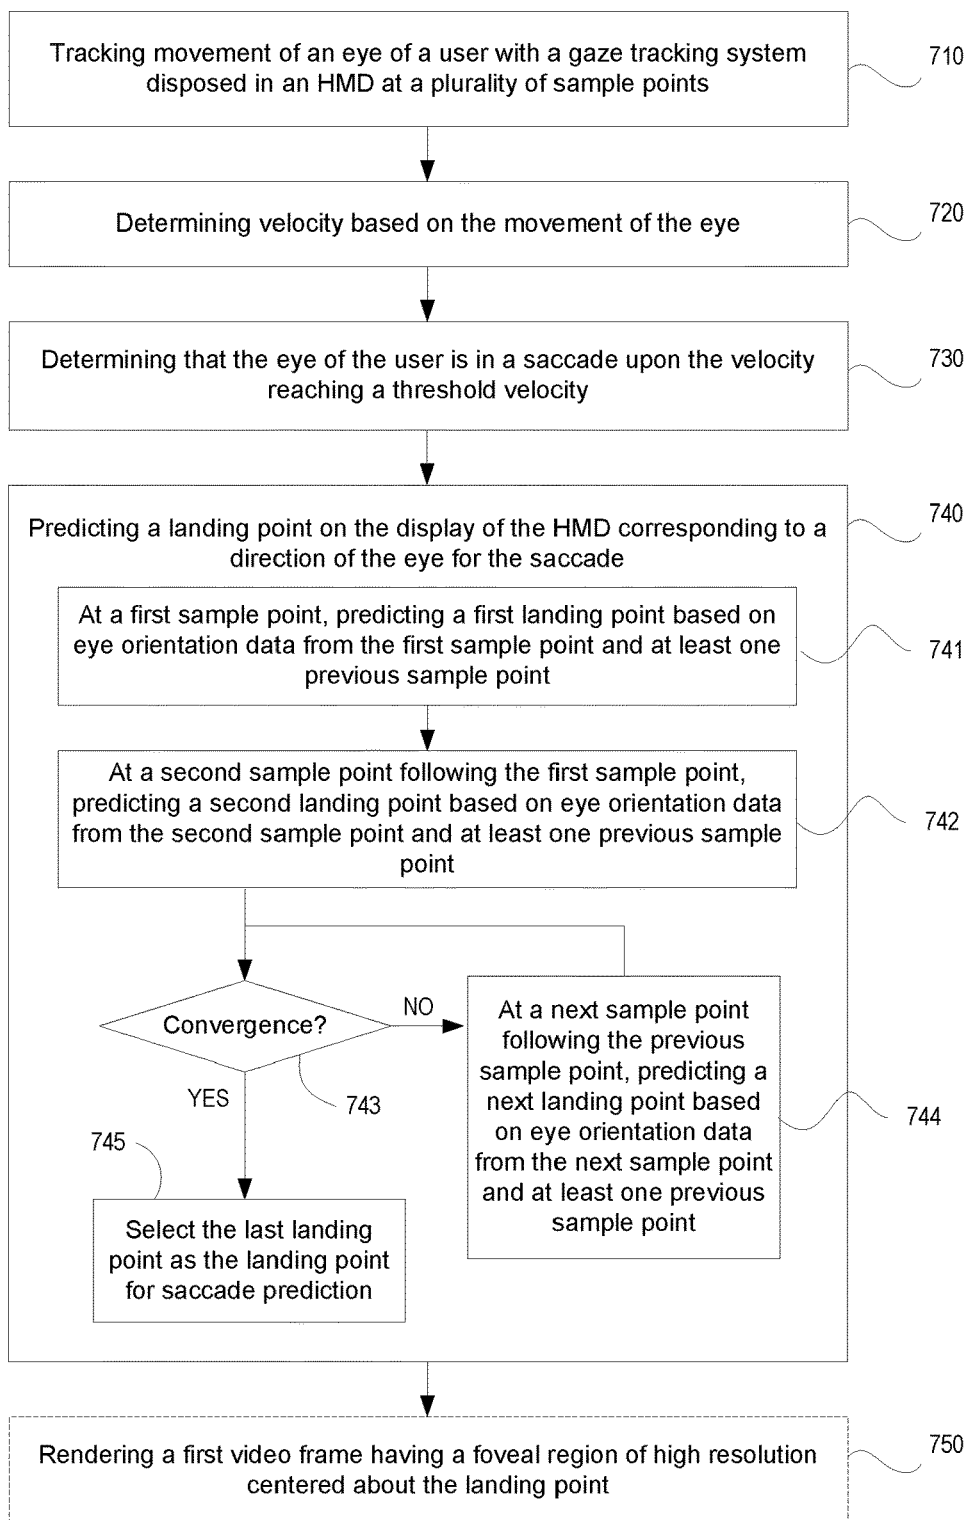 Tracking movement of an eye of a user with a gaze tracking system
disposed in an HMD at a plurality of sample points
710
Determining velocity based on the movement of the eye
720
Determining that the eye of the user is in a saccade upon the velocity
reaching a threshold velocity
730
Predicting a landing point on the display of the HMD corresponding to a
direction of the eye for the saccade
740
At a first sample point, predicting a first landing point based on
eye orientation data from the first sample point and at least one
previous sample point
741
At a second sample point following the first sample point,
predicting a second landing point based on eye orientation data
from the second sample point and at least one previous sample
point
742
Convergence?
NO
YES
743
At a next sample point
following the previous
sample point, predicting a
next landing point based
on eye orientation data
from the next sample point
and at least one previous
sample point
744
745
Select the last landing
point as the landing point
for saccade prediction
Rendering a first video frame having a foveal region of high resolution
centered about the landing point
750